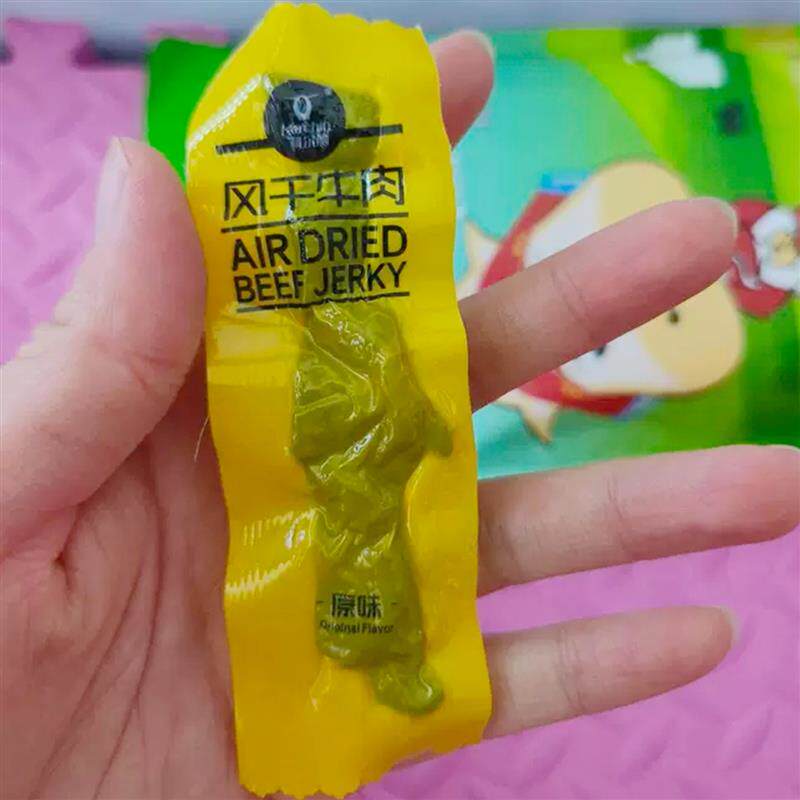 风干牛肉
AIR DRIED
BEEF JERKY
原味
Original Flavor